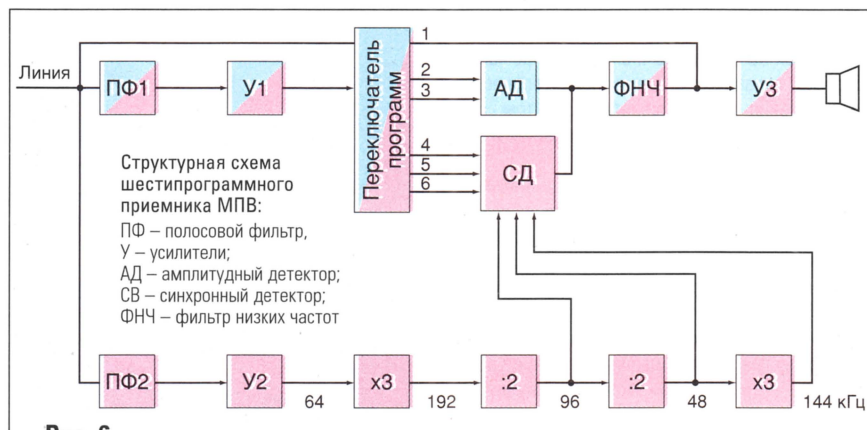 1
Линия
ПФ1
У1
Переключатель
программ
2
3
АД
ФНЧ
У3
4
5
6
СД
Структурная схема
шестипрограммного
приемника МПВ:
ПФ – полосовой фильтр,
У – усилители;
АД – амплитудный детектор;
СВ – синхронный детектор;
ФНЧ – фильтр низких частот
ПФ2
У2
64
х3
192
:2
96
:2
48
х3
144 кГц